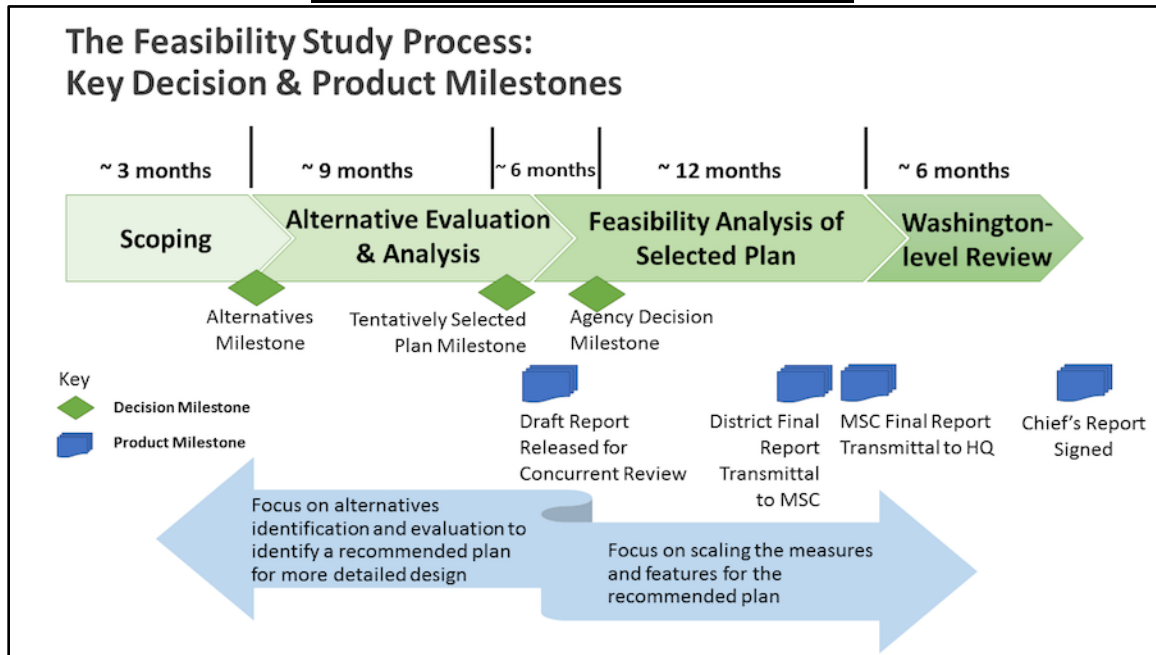 The Feasibility Study Process:
Key Decision & Product Milestones
~ 3 months
~ 9 months
~ 6 months
~ 12 months
~ 6 months
Scoping
Alternative Evaluation
& Analysis
Feasibility Analysis of
Selected Plan
Washington-
level Review
Alternatives
Milestone
Tentatively Selected
Plan Milestone
Agency Decision
Milestone
Key
Decision Milestone
Product Milestone
Draft Report
Released for
Concurrent Review
District Final
Report
Transmittal
to MSC
MSC Final Report
Transmittal to HQ
Chief's Report
Signed
Focus on alternatives
identification and evaluation to
identify a recommended plan
for more detailed design
Focus on scaling the measures
and features for the
recommended plan